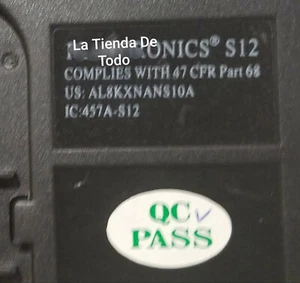 La Tienda De
Todo
RONICS® S12
COMPLIES WITH 47 CFR Part 68
US: AL8KXNANS10A
IC:457A-S12
QC
PASS